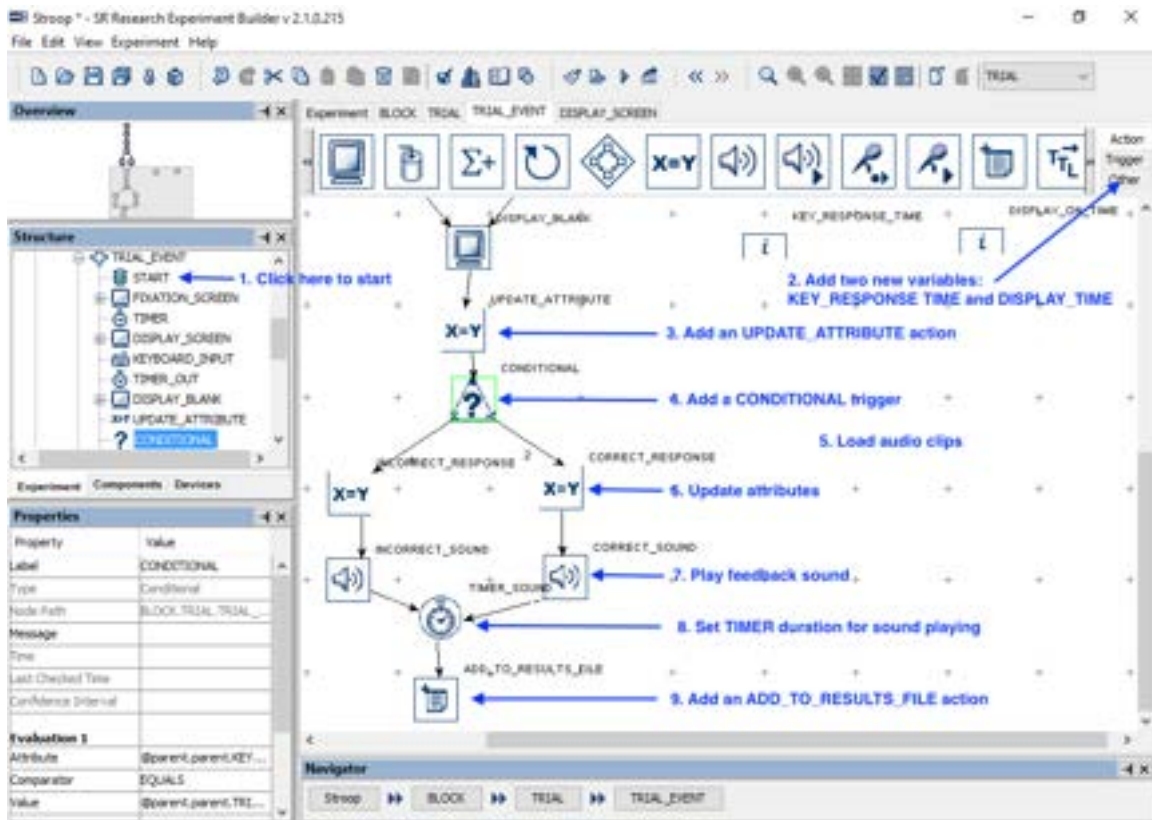 Stroop * - SR Research Experiment Builder v 2.1.0.215
File Edit View Experiment Help
TRIAL
Overview
Experiment BLOCK TRIAL TRIAL_EVENT DISPLAY_SCREEN
Action
Trigger
Other
X=Y
TTL
Structure
TRIAL_EVENT
START
FIXATION_SCREEN
TIMER
DISPLAY_SCREEN
KEYBOARD_INPUT
TIMER_OUT
DISPLAY_BLANK
X=Y UPDATE_ATTRIBUTE
? CONDITIONAL
Experiment Components Devices
1. Click here to start
DISPLAY_BLANK
KEY_RESPONSE_TIME
DISPLAY_ON_TIME
i
i
2. Add two new variables:
KEY_RESPONSE TIME and DISPLAY_TIME
UPDATE_ATTRIBUTE
X=Y
3. Add an UPDATE_ATTRIBUTE action
CONDITIONAL
?
4. Add a CONDITIONAL trigger
5. Load audio clips
INCORRECT_RESPONSE 2 CORRECT_RESPONSE
X=Y
X=Y
6. Update attributes
INCORRECT_SOUND
CORRECT_SOUND
7. Play feedback sound
TIMER_SOUND
8. Set TIMER duration for sound playing
ADD_TO_RESULTS_FILE
9. Add an ADD_TO_RESULTS_FILE action
Properties
Property Value
Label CONDITIONAL
Type Conditional
Node Path BLOCK.TRIAL.TRIAL_...
Message
Time
Last Checked Time
Confidence Interval
Evaluation 1
Attribute @parent.parent.KEY...
Comparator EQUALS
Value @parent.parent.TRI...
Navigator
Stroop BLOCK TRIAL TRIAL_EVENT